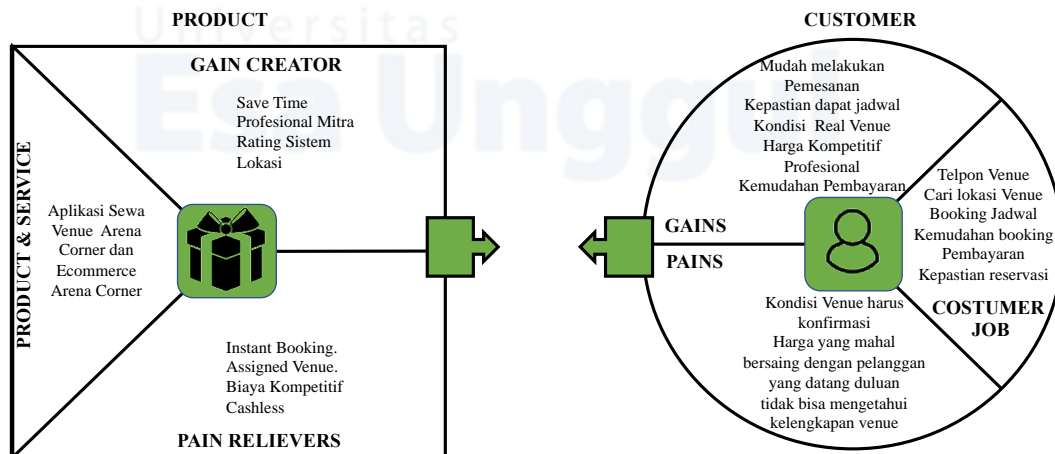 Universitas
Esa Unggul
PRODUCT
GAIN CREATOR
Save Time
Profesional Mitra
Rating Sistem
Lokasi
PRODUCT & SERVICE
Aplikasi Sewa
Venue Arena
Corner dan
Ecommerce
Arena Corner
Instant Booking.
Assigned Venue.
Biaya Kompetitif
Cashless
PAIN RELIEVERS
CUSTOMER
Mudah melakukan
Pemesanan
Kepastian dapat jadwal
Kondisi Real Venue
Harga Kompetitif
Profesional
Kemudahan Pembayaran
GAINS
PAINS
Telpon Venue
Cari lokasi Venue
Booking Jadwal
Kemudahan booking
Pembayaran
Kepastian reservasi
COSTUMER
JOB
Kondisi Venue harus
konfirmasi
Harga yang mahal
bersaing dengan pelanggan
yang datang duluan
tidak bisa mengetahui
kelengkapan venue